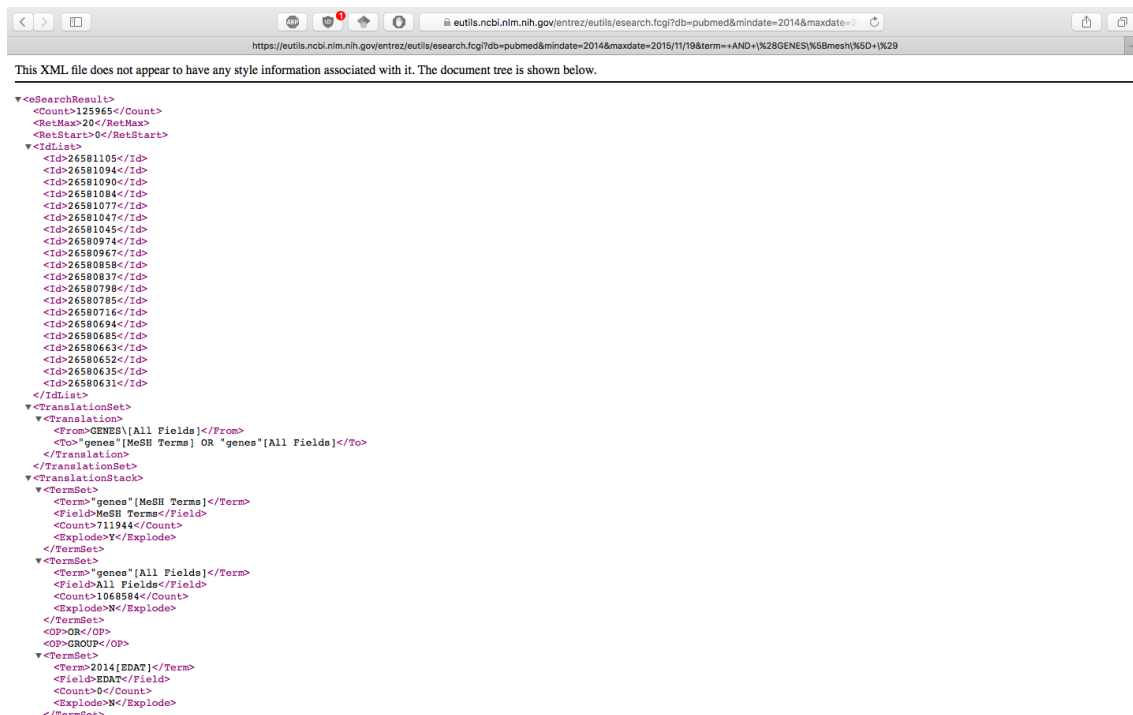 ABP
UD
9
eutils.ncbi.nlm.nih.gov/entrez/eutils/esearch.fcgi?db=pubmed&mindate=2014&maxdate=2
https://eutils.ncbi.nlm.nih.gov/entrez/eutils/esearch.fcgi?db=pubmed&mindate=2014&maxdate=2015/11/19&term=+AND+\%28GENES\%5Bmesh\%5D+\%29
This XML file does not appear to have any style information associated with it. The document tree is shown below.
▼<eSearchResult>
<Count>125965</Count>
<RetMax>20</RetMax>
<RetStart>0</RetStart>
▼<IdList>
<Id>26581105</Id>
<Id>26581094</Id>
<Id>26581090</Id>
<Id>26581084</Id>
<Id>26581077</Id>
<Id>26581047</Id>
<Id>26581045</Id>
<Id>26580974</Id>
<Id>26580967</Id>
<Id>26580858</Id>
<Id>26580837</Id>
<Id>26580798</Id>
<Id>26580785</Id>
<Id>26580716</Id>
<Id>26580694</Id>
<Id>26580685</Id>
<Id>26580663</Id>
<Id>26580652</Id>
<Id>26580635</Id>
<Id>26580631</Id>
</IdList>
▼<TranslationSet>
▼<Translation>
<From>GENES\[All Fields]</From>
<To>"genes"[MeSH Terms] OR "genes"[All Fields]</To>
</Translation>
</TranslationSet>
▼<TranslationStack>
▼<TermSet>
<Term>"genes"[MeSH Terms]</Term>
<Field>MeSH Terms</Field>
<Count>711944</Count>
<Explode>Y</Explode>
</TermSet>
▼<TermSet>
<Term>"genes"[All Fields]</Term>
<Field>All Fields</Field>
<Count>1068584</Count>
<Explode>N</Explode>
</TermSet>
<OP>OR</OP>
<OP>GROUP</OP>
▼<TermSet>
<Term>2014[EDAT]</Term>
<Field>EDAT</Field>
<Count>0</Count>
<Explode>N</Explode>
</TermSet>